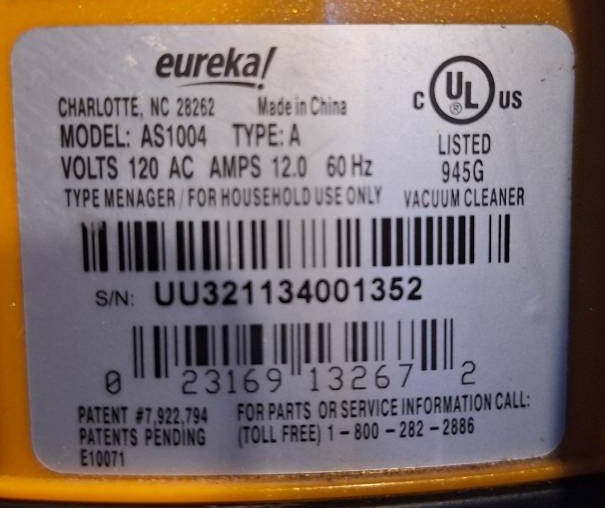 eureka!
CHARLOTTE, NC 28262 Made in China
MODEL: AS1004 TYPE: A
VOLTS 120 AC AMPS 12.0 60 Hz
TYPE MENAGER / FOR HOUSEHOLD USE ONLY
C UL ® US
LISTED
945G
VACUUM CLEANER
S/N: UU321134001352
0 23169 13267 2
PATENT #7,922,794
PATENTS PENDING
E10071
FOR PARTS OR SERVICE INFORMATION CALL:
(TOLL FREE) 1-800-282-2886